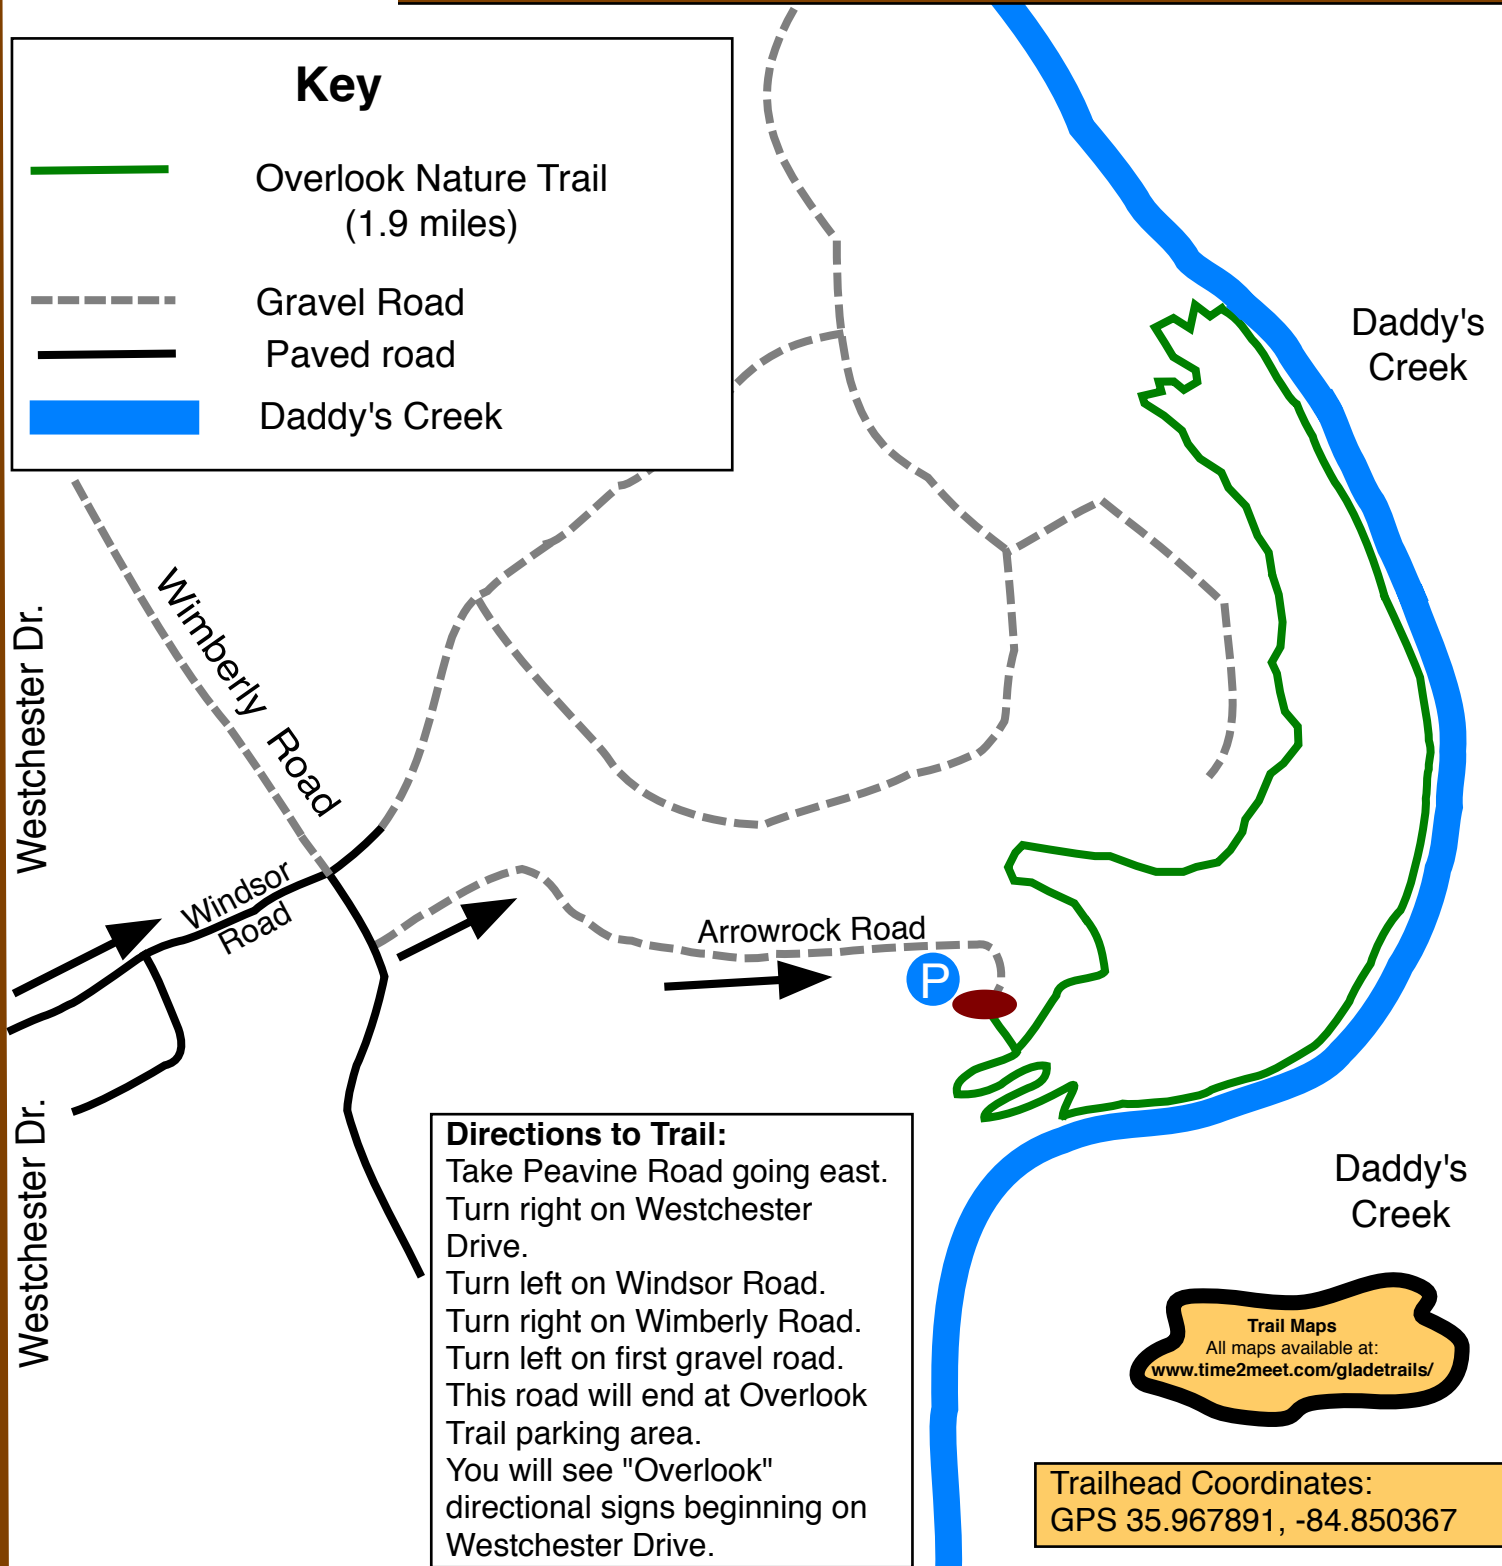 Key
Overlook Nature Trail
(1.9 miles)
Gravel Road
Paved road
Daddy's Creek
Daddy's
Creek
Wimberly Road
Westchester Dr.
Windsor
Road
Arrowrock Road
P
Westchester Dr.
Directions to Trail:
Take Peavine Road going east.
Turn right on Westchester
Drive.
Turn left on Windsor Road.
Turn right on Wimberly Road.
Turn left on first gravel road.
This road will end at Overlook
Trail parking area.
You will see "Overlook"
directional signs beginning on
Westchester Drive.
Daddy's
Creek
Trail Maps
All maps available at:
www.time2meet.com/gladetrails/
Trailhead Coordinates:
GPS 35.967891, -84.850367